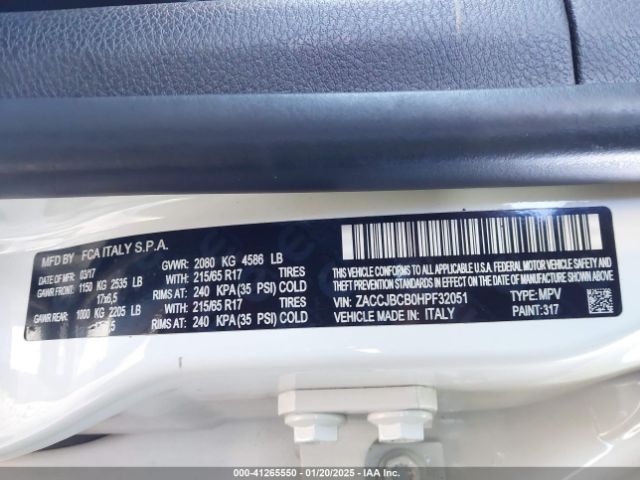 MFD BY FCA ITALY S.P.A.
DATE OF MFR: 03/17 GVWR: 2080 KG 4586 LB
GAWR FRONT: 1150 KG 2535 LB WITH: 215/65 R17 TIRES
17x6,5 RIMS AT: 240 KPA (35 PSI) COLD
GAWR REAR: 1000 KG 2205 LB WITH: 215/65 R17 TIRES
RIMS AT: 240 KPA (35 PSI) COLD
THIS VEHICLE CONFORMS TO ALL APPLICABLE U.S.A.
FEDERAL MOTOR VEHICLE SAFETY, BUMPER AND
THEFT PREVENTION STANDARDS IN EFFECT ON THE
DATE OF MANUFACTURE SHOWN ABOVE
VIN: ZACCJBCB0HPF32051 TYPE: MPV
VEHICLE MADE IN: ITALY PAINT: 317
000-41265550 | 01/20/2025 | IAA Inc.